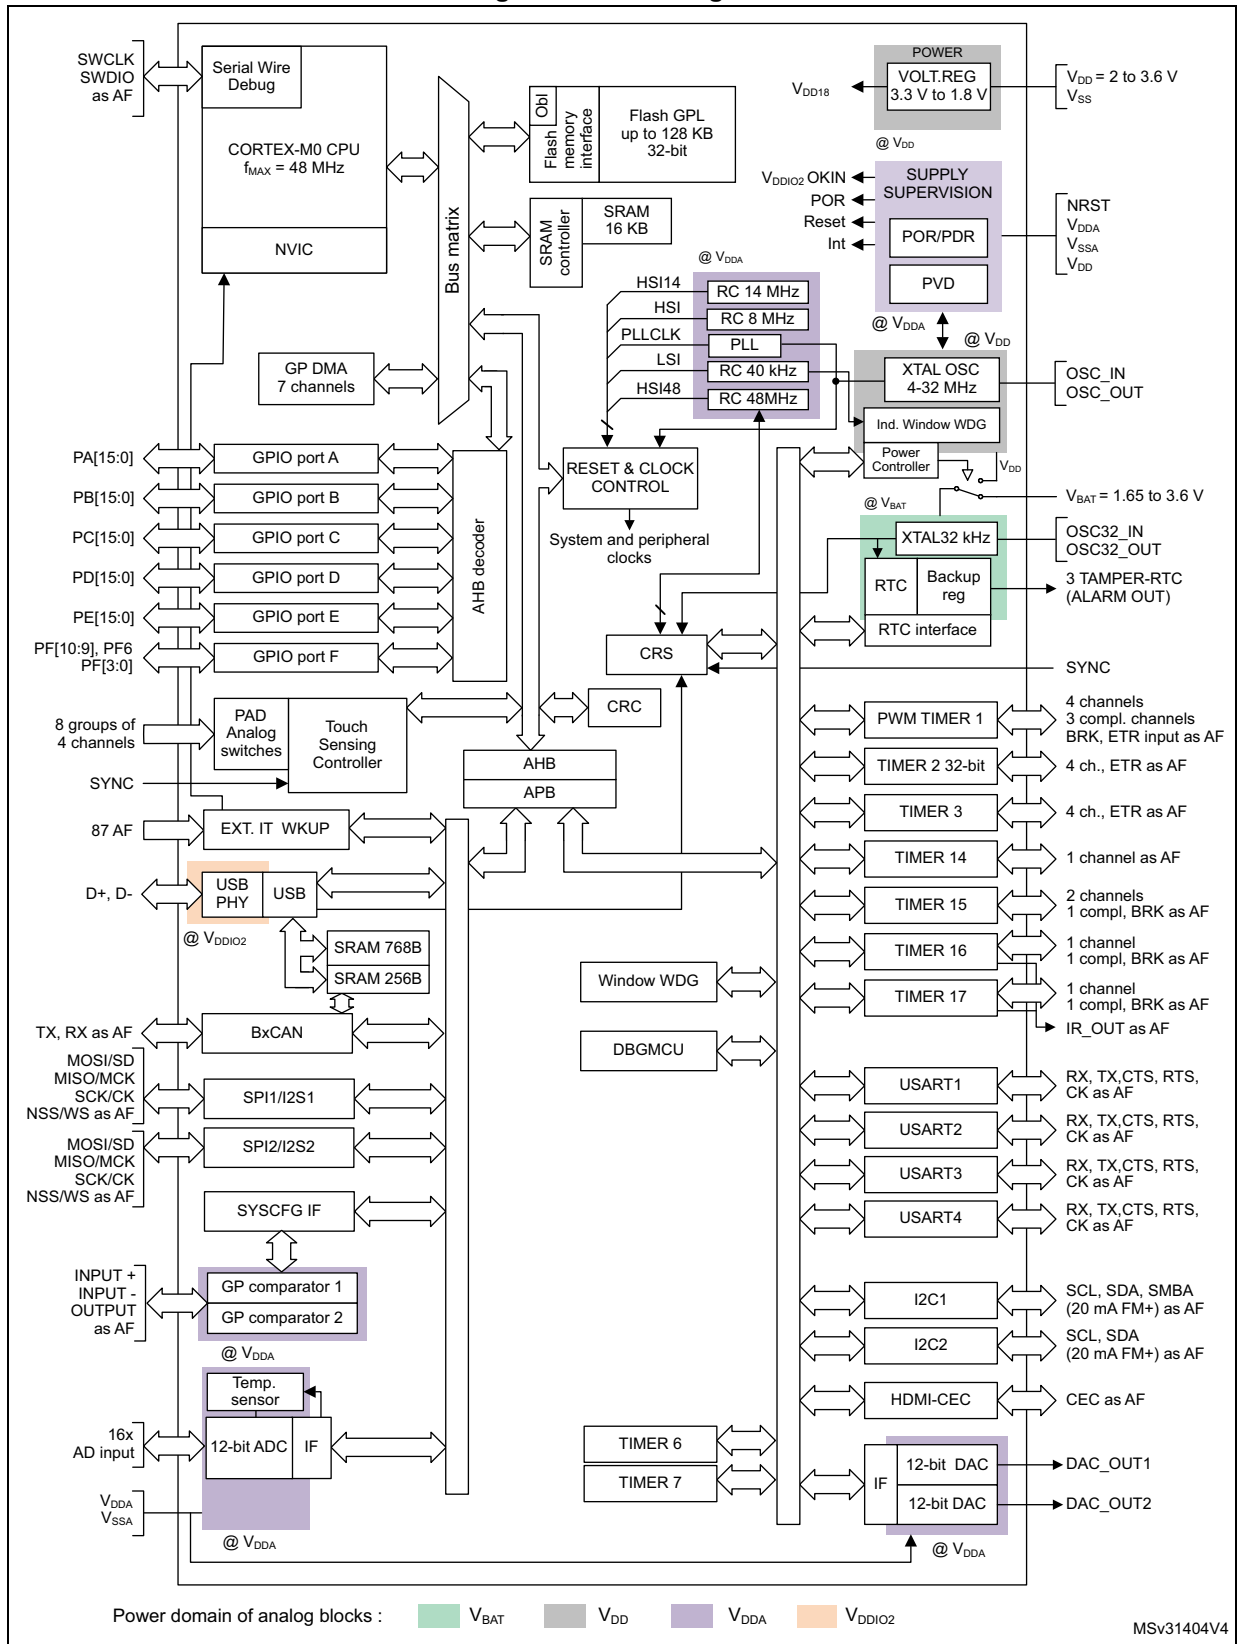 SWCLK
SWDIO
as AF
Serial Wire
Debug
CORTEX-M0 CPU
fMAX = 48 MHz
NVIC
Bus matrix
Obl
Flash
memory
interface
Flash GPL
up to 128 KB
32-bit
SRAM
controller
SRAM
16 KB
POWER
VOLT.REG
3.3 V to 1.8 V
VDD18
VDD = 2 to 3.6 V
VSS
@ VDD
VDDIO2 OKIN
POR
Reset
Int
SUPPLY
SUPERVISION
POR/PDR
PVD
NRST
VDDA
VSSA
VDD
@ VDDA
@ VDDA
@ VDD
HSI14
HSI
PLLCLK
LSI
HSI48
RC 14 MHz
RC 8 MHz
PLL
RC 40 kHz
RC 48MHz
XTAL OSC
4-32 MHz
OSC_IN
OSC_OUT
Ind. Window WDG
Power
Controller
VDD
VBAT = 1.65 to 3.6 V
@ VBAT
XTAL32 kHz
OSC32_IN
OSC32_OUT
RTC
Backup
reg
3 TAMPER-RTC
(ALARM OUT)
RTC interface
GP DMA
7 channels
RESET & CLOCK
CONTROL
System and peripheral
clocks
PA[15:0]
GPIO port A
PB[15:0]
GPIO port B
PC[15:0]
GPIO port C
PD[15:0]
GPIO port D
PE[15:0]
GPIO port E
PF[10:9], PF6
PF[3:0]
GPIO port F
AHB decoder
CRS
SYNC
8 groups of
4 channels
PAD
Analog
switches
Touch
Sensing
Controller
SYNC
CRC
AHB
APB
87 AF
EXT. IT WKUP
D+, D-
USB
PHY
USB
@ VDDIO2
SRAM 768B
SRAM 256B
TX, RX as AF
BxCAN
MOSI/SD
MISO/MCK
SCK/CK
NSS/WS as AF
SPI1/I2S1
MOSI/SD
MISO/MCK
SCK/CK
NSS/WS as AF
SPI2/I2S2
SYSCFG IF
INPUT +
INPUT -
OUTPUT
as AF
GP comparator 1
GP comparator 2
@ VDDA
Temp.
sensor
16x
AD input
12-bit ADC
IF
VDDA
VSSA
@ VDDA
Window WDG
DBGMCU
TIMER 6
TIMER 7
PWM TIMER 1
4 channels
3 compl. channels
BRK, ETR input as AF
TIMER 2 32-bit
4 ch., ETR as AF
TIMER 3
4 ch., ETR as AF
TIMER 14
1 channel as AF
TIMER 15
2 channels
1 compl, BRK as AF
TIMER 16
1 channel
1 compl, BRK as AF
TIMER 17
1 channel
1 compl, BRK as AF
IR_OUT as AF
USART1
RX, TX,CTS, RTS,
CK as AF
USART2
RX, TX,CTS, RTS,
CK as AF
USART3
RX, TX,CTS, RTS,
CK as AF
USART4
RX, TX,CTS, RTS,
CK as AF
I2C1
SCL, SDA, SMBA
(20 mA FM+) as AF
I2C2
SCL, SDA
(20 mA FM+) as AF
HDMI-CEC
CEC as AF
IF
12-bit DAC
DAC_OUT1
12-bit DAC
DAC_OUT2
@ VDDA
Power domain of analog blocks :
VBAT
VDD
VDDA
VDDIO2
MSv31404V4